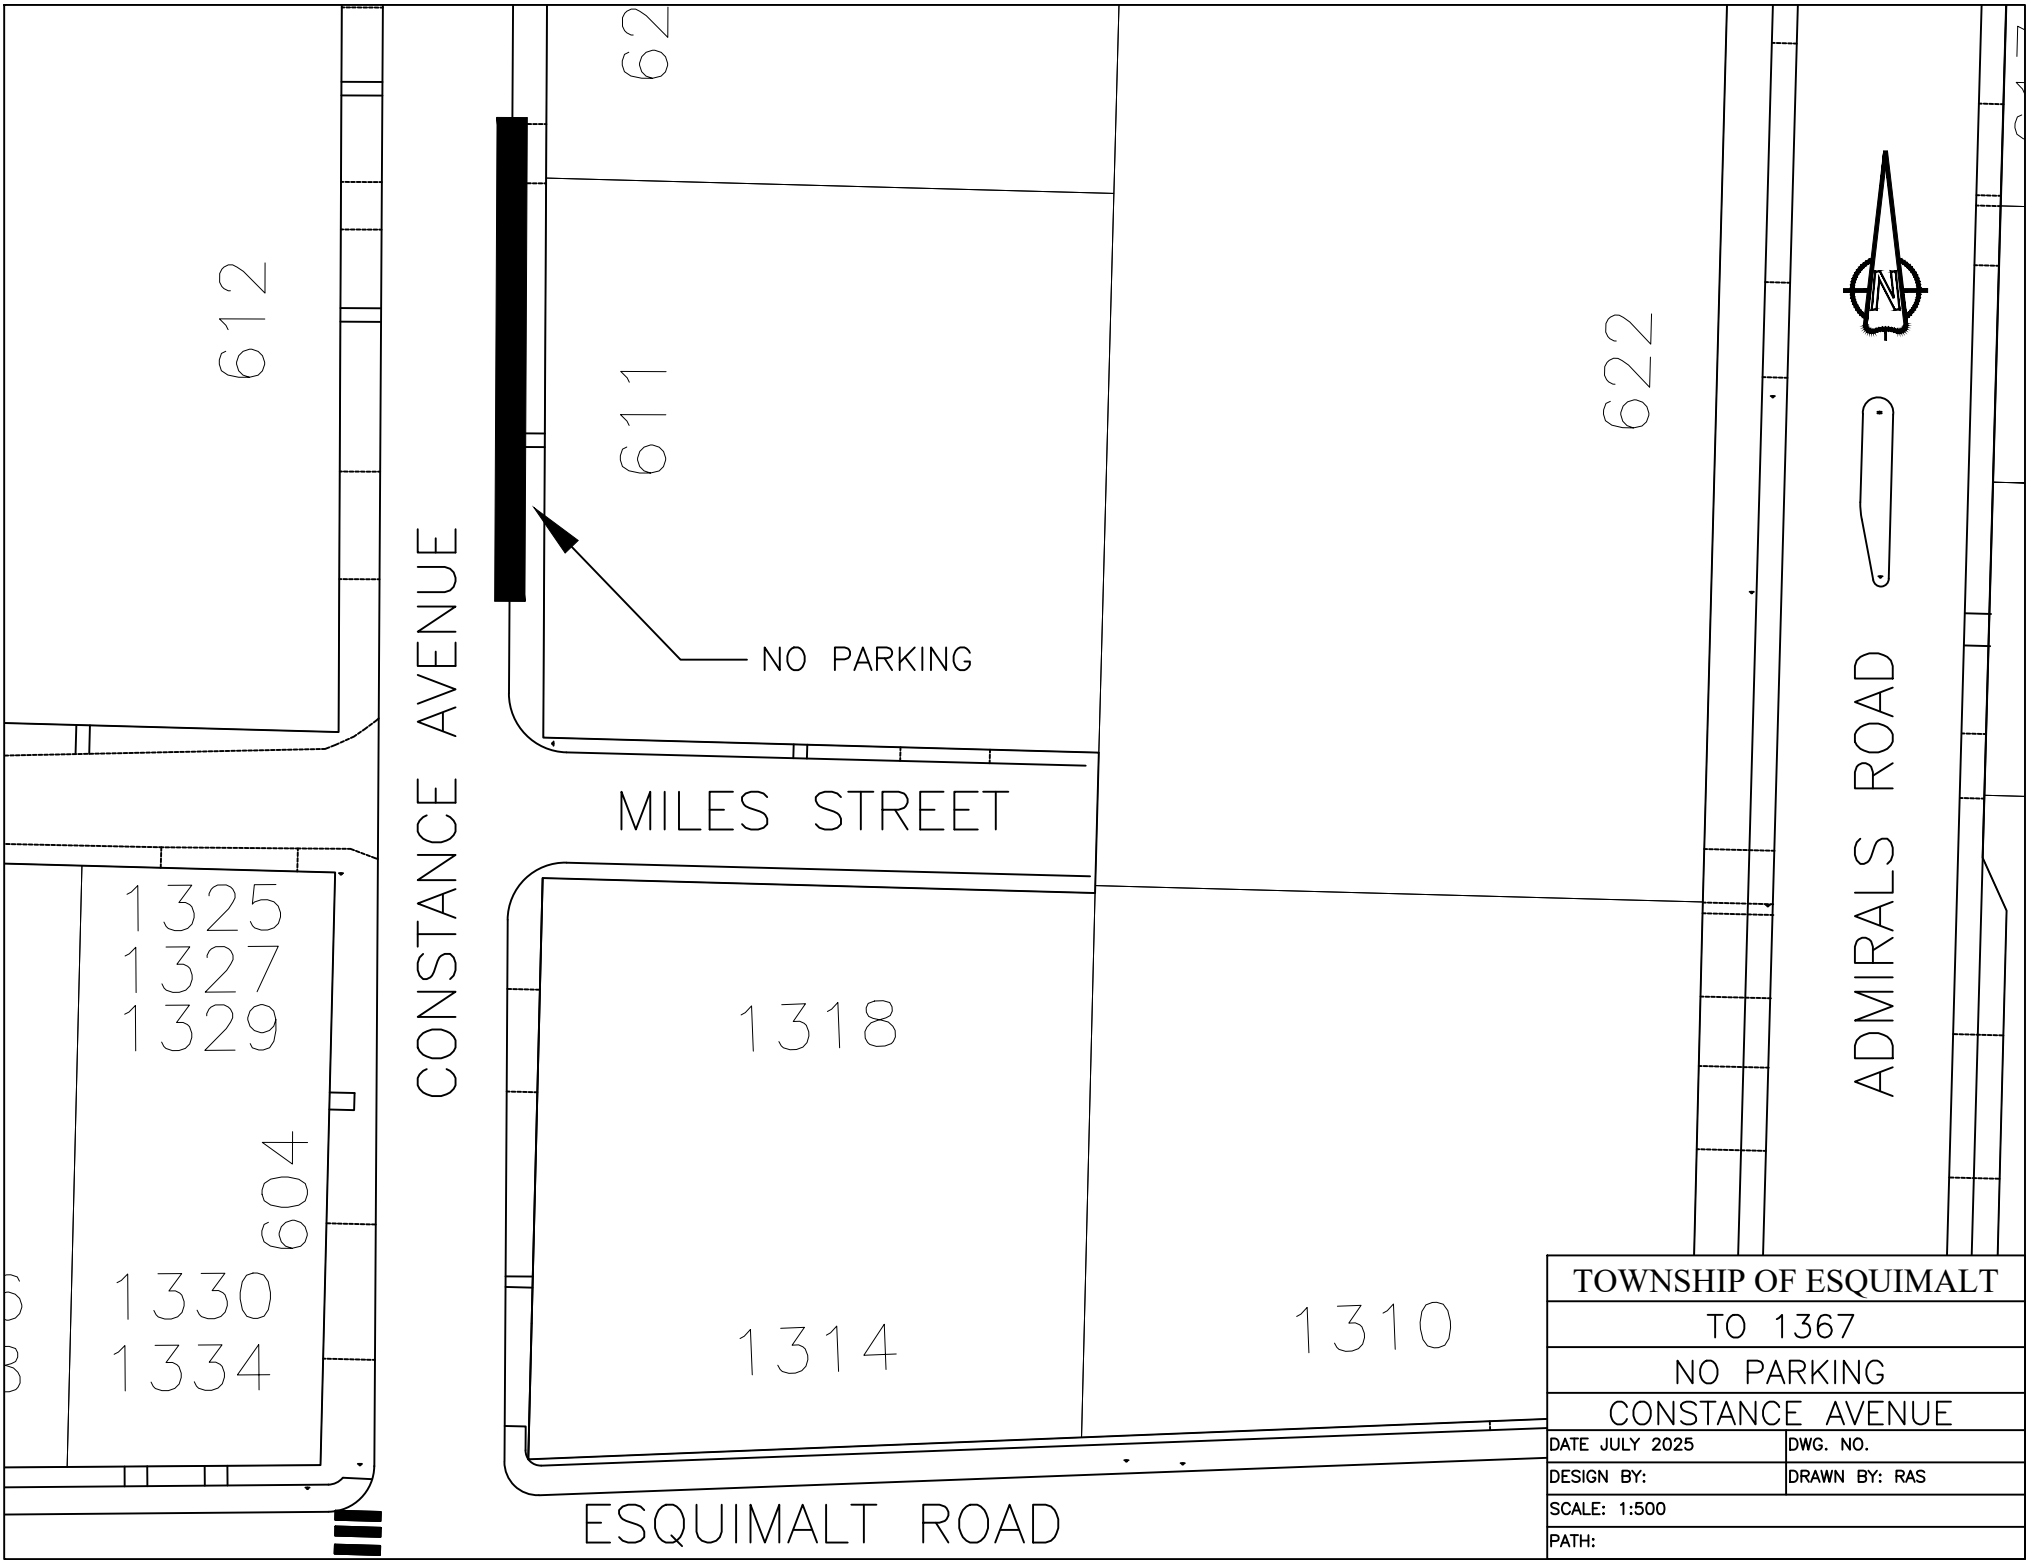 612
611
622
N
CONSTANCE AVENUE
NO PARKING
MILES STREET
ADMIRALS ROAD
1325
1327
1329
1318
604
1330
1334
1314
1310
ESQUIMALT ROAD
TOWNSHIP OF ESQUIMALT
TO 1367
NO PARKING
CONSTANCE AVENUE
DATE JULY 2025
DWG. NO.
DESIGN BY:
DRAWN BY: RAS
SCALE: 1:500
PATH: